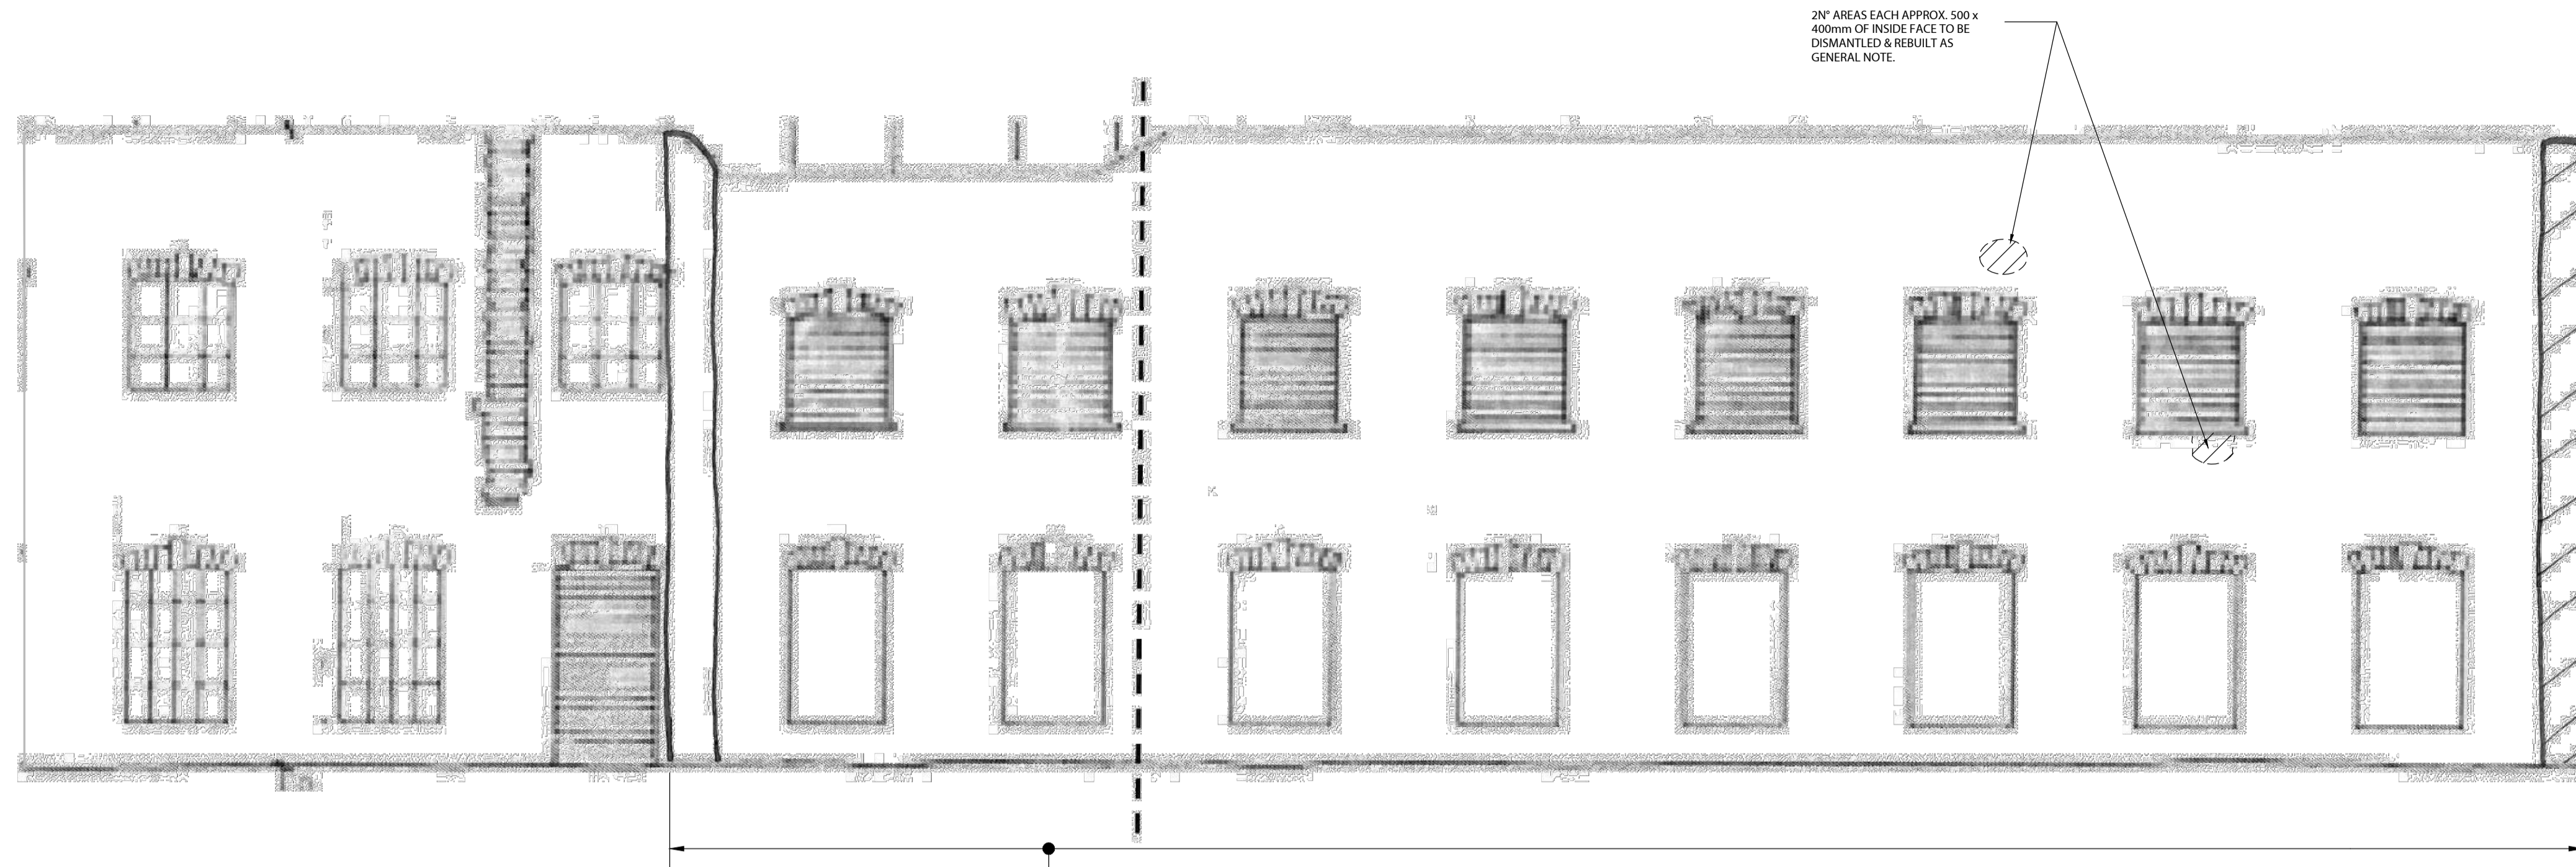 2N° AREAS EACH APPROX. 500 x
400mm OF INSIDE FACE TO BE
DISMANTLED & REBUILT AS
GENERAL NOTE.